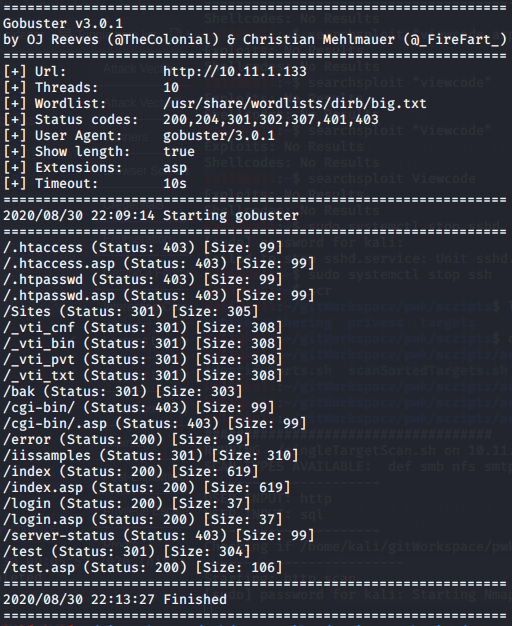 ===============================================================
Gobuster v3.0.1
by OJ Reeves (@TheColonial) & Christian Mehlmauer (@_FireFart_)
===============================================================
[+] Url:            http://10.11.1.133
[+] Threads:        10
[+] Wordlist:       /usr/share/wordlists/dirb/big.txt
[+] Status codes:   200,204,301,302,307,401,403
[+] User Agent:     gobuster/3.0.1
[+] Show length:    true
[+] Extensions:     asp
[+] Timeout:        10s
===============================================================
2020/08/30 22:09:14 Starting gobuster
===============================================================
/.htaccess (Status: 403) [Size: 99]
/.htaccess.asp (Status: 403) [Size: 99]
/.htpasswd (Status: 403) [Size: 99]
/.htpasswd.asp (Status: 403) [Size: 99]
/Sites (Status: 301) [Size: 305]
/_vti_cnf (Status: 301) [Size: 308]
/_vti_bin (Status: 301) [Size: 308]
/_vti_pvt (Status: 301) [Size: 308]
/_vti_txt (Status: 301) [Size: 308]
/bak (Status: 301) [Size: 303]
/cgi-bin/ (Status: 403) [Size: 99]
/cgi-bin/.asp (Status: 403) [Size: 99]
/error (Status: 200) [Size: 99]
/iissamples (Status: 301) [Size: 310]
/index (Status: 200) [Size: 619]
/index.asp (Status: 200) [Size: 619]
/login (Status: 200) [Size: 37]
/login.asp (Status: 200) [Size: 37]
/server-status (Status: 403) [Size: 99]
/test (Status: 301) [Size: 304]
/test.asp (Status: 200) [Size: 106]
===============================================================
2020/08/30 22:13:27 Finished
===============================================================